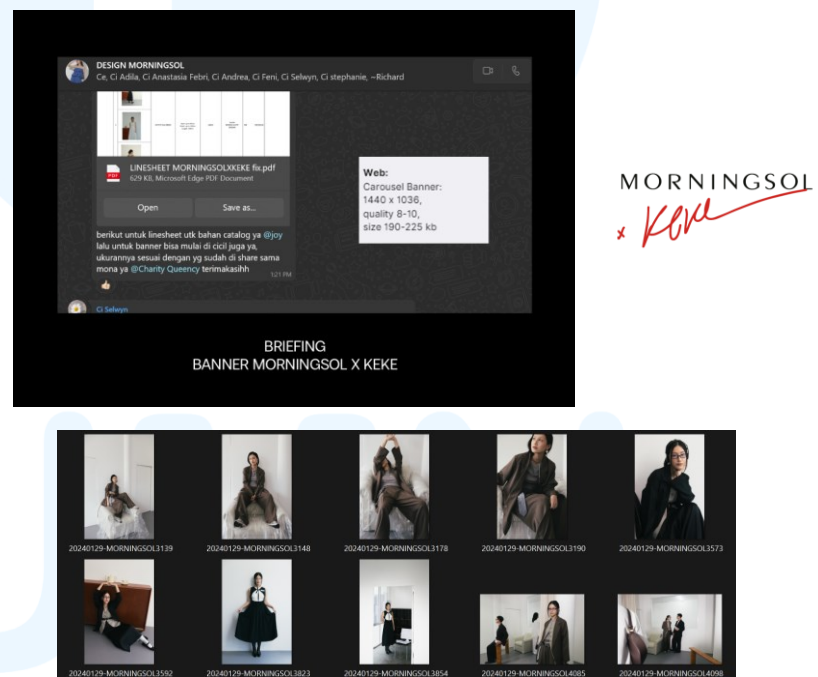 DESIGN MORNINGSOL
Ce, Ci Adila, Ci Anastasia Febri, Ci Andrea, Ci Feni, Ci Selwyn, Ci stephanie, ~Richard
LINESHEET MORNINGSOLXKEKE fix.pdf
629 KB, Microsoft Edge PDF Document
Open
Save as...
berikut untuk linesheet utk bahan catalog ya @joy
lalu untuk banner bisa mulai di cicil juga ya,
ukurannya sesuai dengan yg sudah di share sama
mona ya @Charity Queency terimakasihh
1:21 PM
Ci Selwyn
Web:
Carousel Banner:
1440 x 1036,
quality 8-10,
size 190-225 kb
BRIEFING
BANNER MORNINGSOL X KEKE
MORNINGSOL
x KEKE
20240129-MORNINGSOL3139
20240129-MORNINGSOL3148
20240129-MORNINGSOL3178
20240129-MORNINGSOL3190
20240129-MORNINGSOL3573
20240129-MORNINGSOL3592
20240129-MORNINGSOL3823
20240129-MORNINGSOL3854
20240129-MORNINGSOL4085
20240129-MORNINGSOL4098